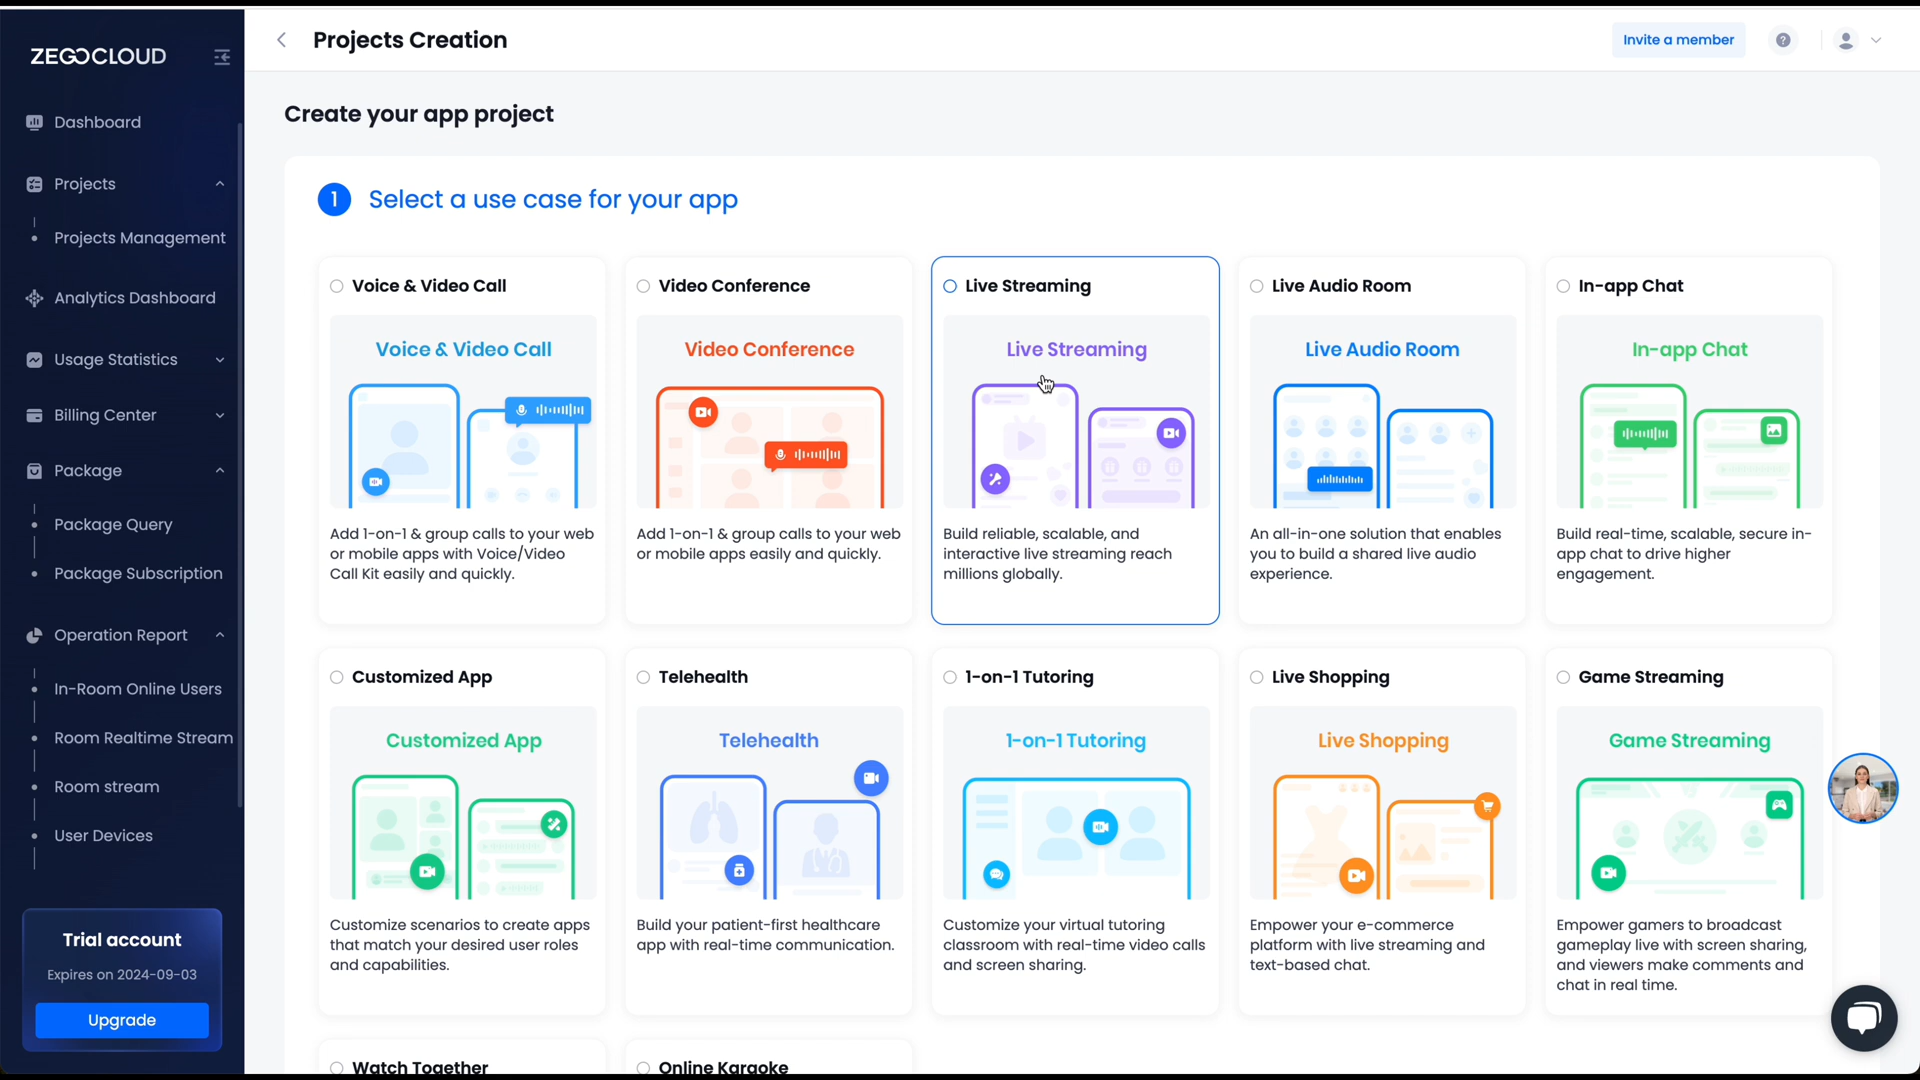 ZEGOCLOUD
Projects Creation
Invite a member
Dashboard
Projects
Projects Management
Analytics Dashboard
Usage Statistics
Billing Center
Package
Package Query
Package Subscription
Operation Report
In-Room Online Users
Room Realtime Stream
Room stream
User Devices
Trial account
Expires on 2024-09-03
Upgrade
Create your app project
1 Select a use case for your app
Voice & Video Call
Voice & Video Call
Add 1-on-1 & group calls to your web
or mobile apps with Voice/Video
Call Kit easily and quickly.
Video Conference
Video Conference
Add 1-on-1 & group calls to your web
or mobile apps easily and quickly.
Live Streaming
Live Streaming
Build reliable, scalable, and
interactive live streaming reach
millions globally.
Live Audio Room
Live Audio Room
An all-in-one solution that enables
you to build a shared live audio
experience.
In-app Chat
In-app Chat
Build real-time, scalable, secure in-
app chat to drive higher
engagement.
Customized App
Customized App
Customize scenarios to create apps
that match your desired user roles
and capabilities.
Telehealth
Telehealth
Build your patient-first healthcare
app with real-time communication.
1-on-1 Tutoring
1-on-1 Tutoring
Customize your virtual tutoring
classroom with real-time video calls
and screen sharing.
Live Shopping
Live Shopping
Empower your e-commerce
platform with live streaming and
text-based chat.
Game Streaming
Game Streaming
Empower gamers to broadcast
gameplay live with screen sharing,
and viewers make comments and
chat in real time.
Watch Together
Online Karaoke